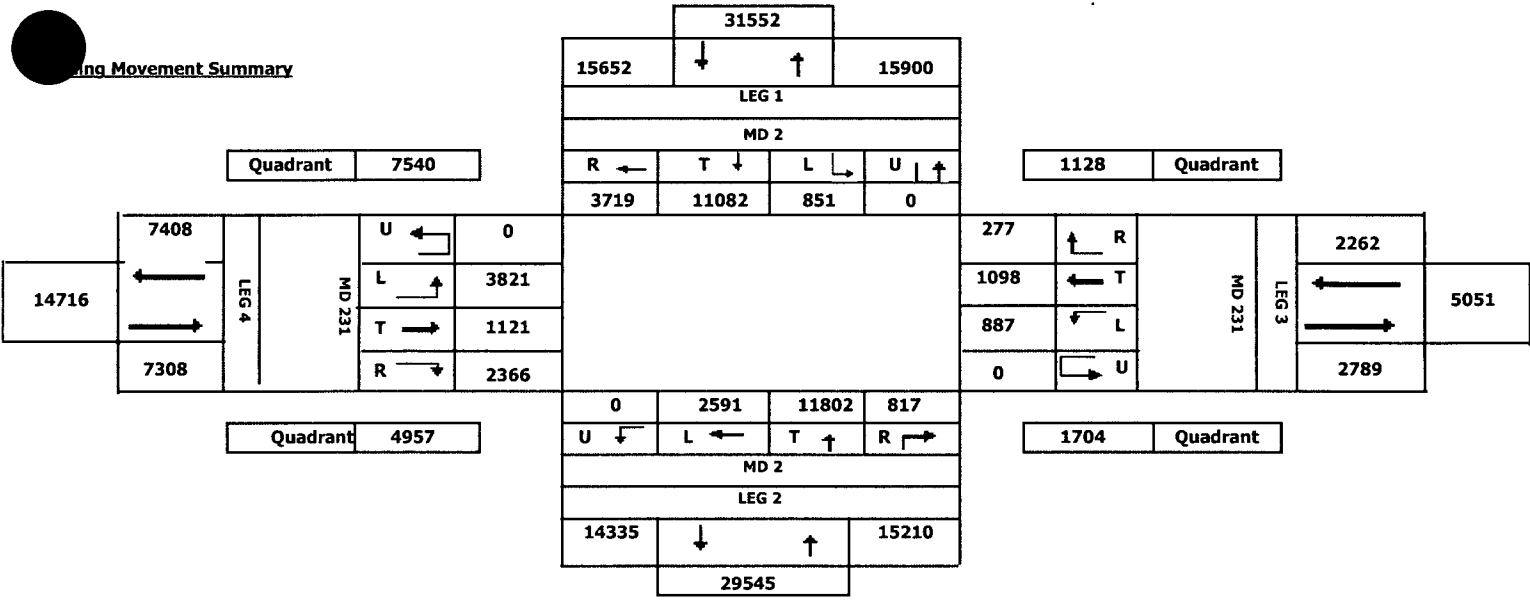 31552
Movement Summary
15652 15900
LEG 1
MD 2
Quadrant 7540
R T L U
1128 Quadrant
3719 11082 851 0
7408 U 0
277 R 2262
14716 LEG 4 MD 231 L 3821
1098 T MD 231 LEG 3 5051
T 1121
887 L
7308 R 2366
0 U 2789
0 2591 11802 817
Quadrant 4957
U L T R
1704 Quadrant
MD 2
LEG 2
14335 15210
29545